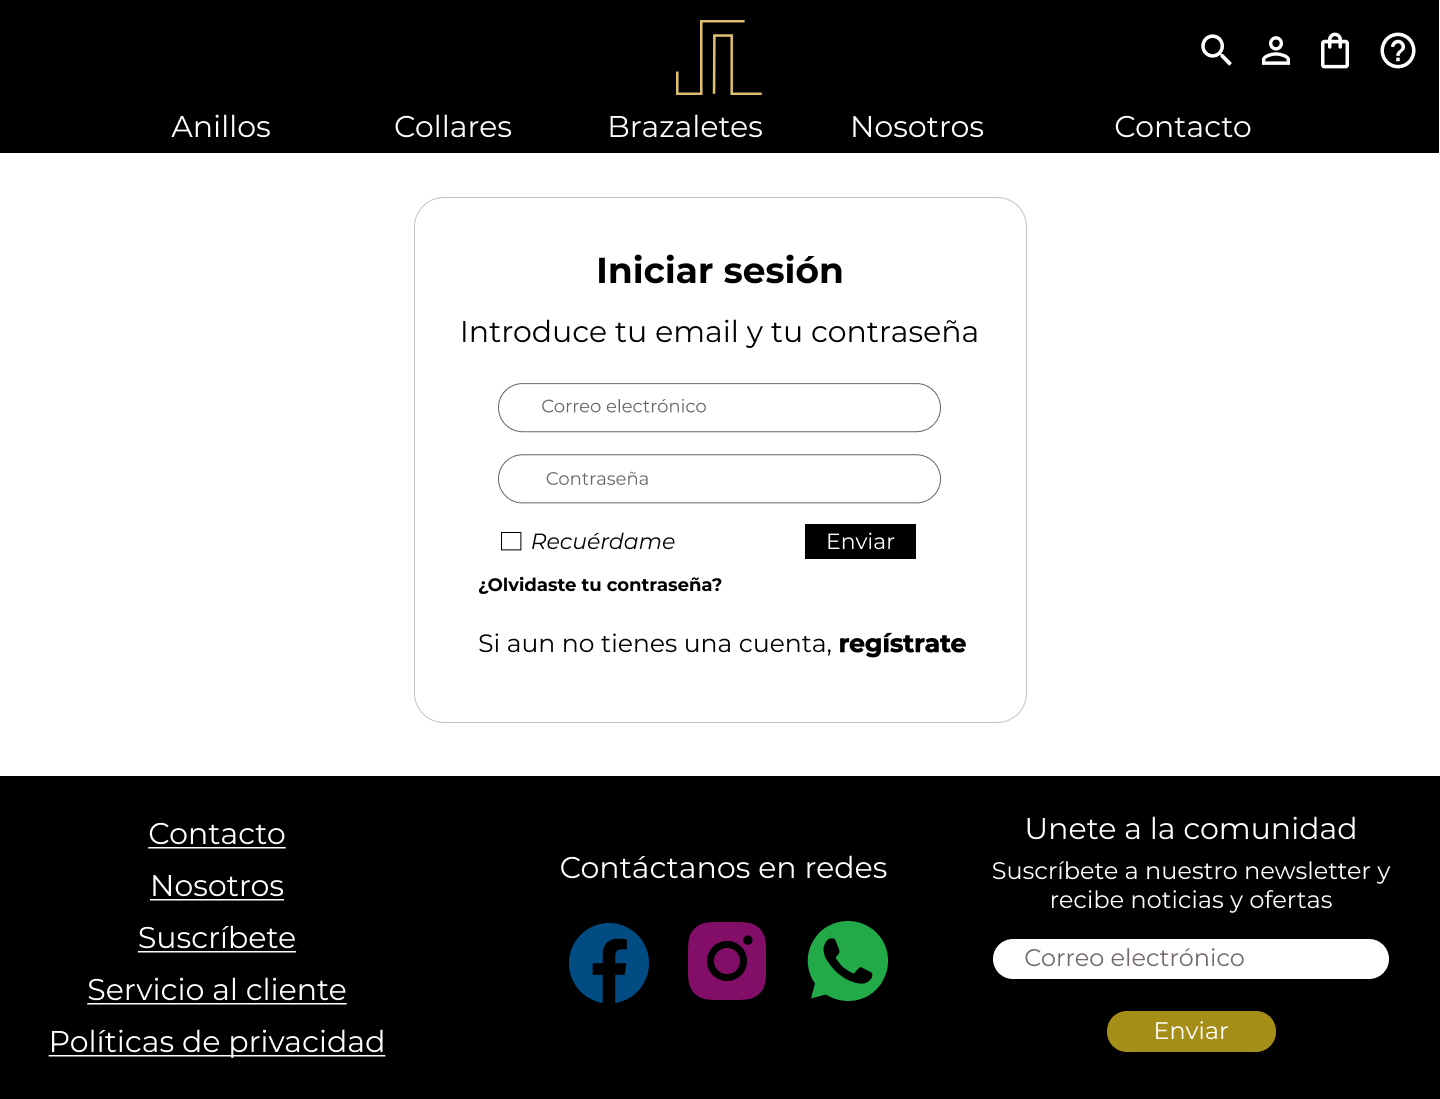 Anillos
Collares
Brazaletes
Nosotros
Contacto
Iniciar sesión
Introduce tu email y tu contraseña
Correo electrónico
Contraseña
Recuérdame
Enviar
¿Olvidaste tu contraseña?
Si aun no tienes una cuenta, regístrate
Contacto
Nosotros
Suscríbete
Servicio al cliente
Políticas de privacidad
Contáctanos en redes
Unete a la comunidad
Suscríbete a nuestro newsletter y
recibe noticias y ofertas
Correo electrónico
Enviar